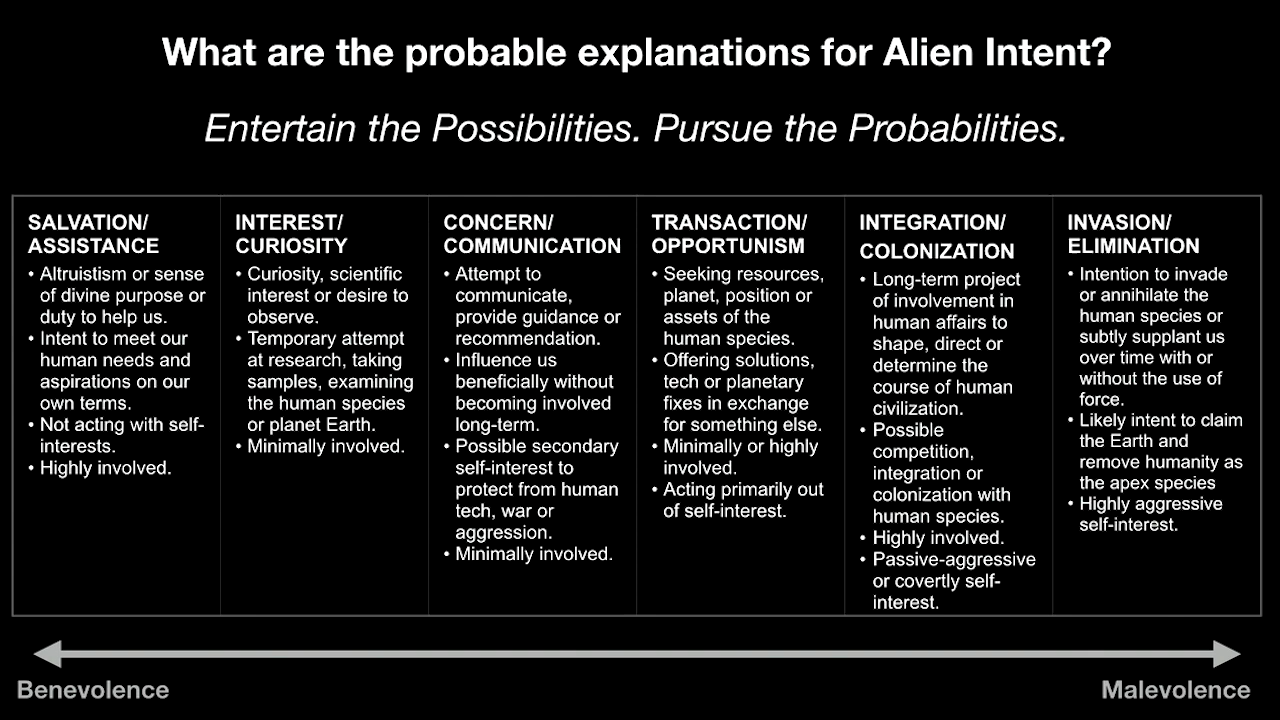 What are the probable explanations for Alien Intent?
Entertain the Possibilities. Pursue the Probabilities.
SALVATION/
ASSISTANCE
• Altruistism or sense
of divine purpose or
duty to help us.
• Intent to meet our
human needs and
aspirations on our
own terms.
• Not acting with self-
interests.
• Highly involved.
INTEREST/
CURIOSITY
• Curiosity, scientific
interest or desire to
observe.
• Temporary attempt
at research, taking
samples, examining
the human species
or planet Earth.
• Minimally involved.
CONCERN/
COMMUNICATION
• Attempt to
communicate,
provide guidance or
recommendation.
• Influence us
beneficially without
becoming involved
long-term.
• Possible secondary
self-interest to
protect from human
tech, war or
aggression.
• Minimally involved.
TRANSACTION/
OPPORTUNISM
• Seeking resources,
planet, position or
assets of the
human species.
• Offering solutions,
tech or planetary
fixes in exchange
for something else.
• Minimally or highly
involved.
• Acting primarily out
of self-interest.
INTEGRATION/
COLONIZATION
• Long-term project
of involvement in
human affairs to
shape, direct or
determine the
course of human
civilization.
• Possible
competition,
integration or
colonization with
human species.
• Highly involved.
• Passive-aggressive
or covertly self-
interest.
INVASION/
ELIMINATION
• Intention to invade
or annihilate the
human species or
subtly supplant us
over time with or
without the use of
force.
• Likely intent to claim
the Earth and
remove humanity as
the apex species
• Highly aggressive
self-interest.
Benevolence
Malevolence